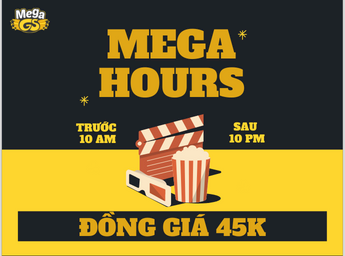 Mega
GS
MEGA
HOURS
TRƯỚC
10 AM
SAU
10 PM
ĐỒNG GIÁ 45K